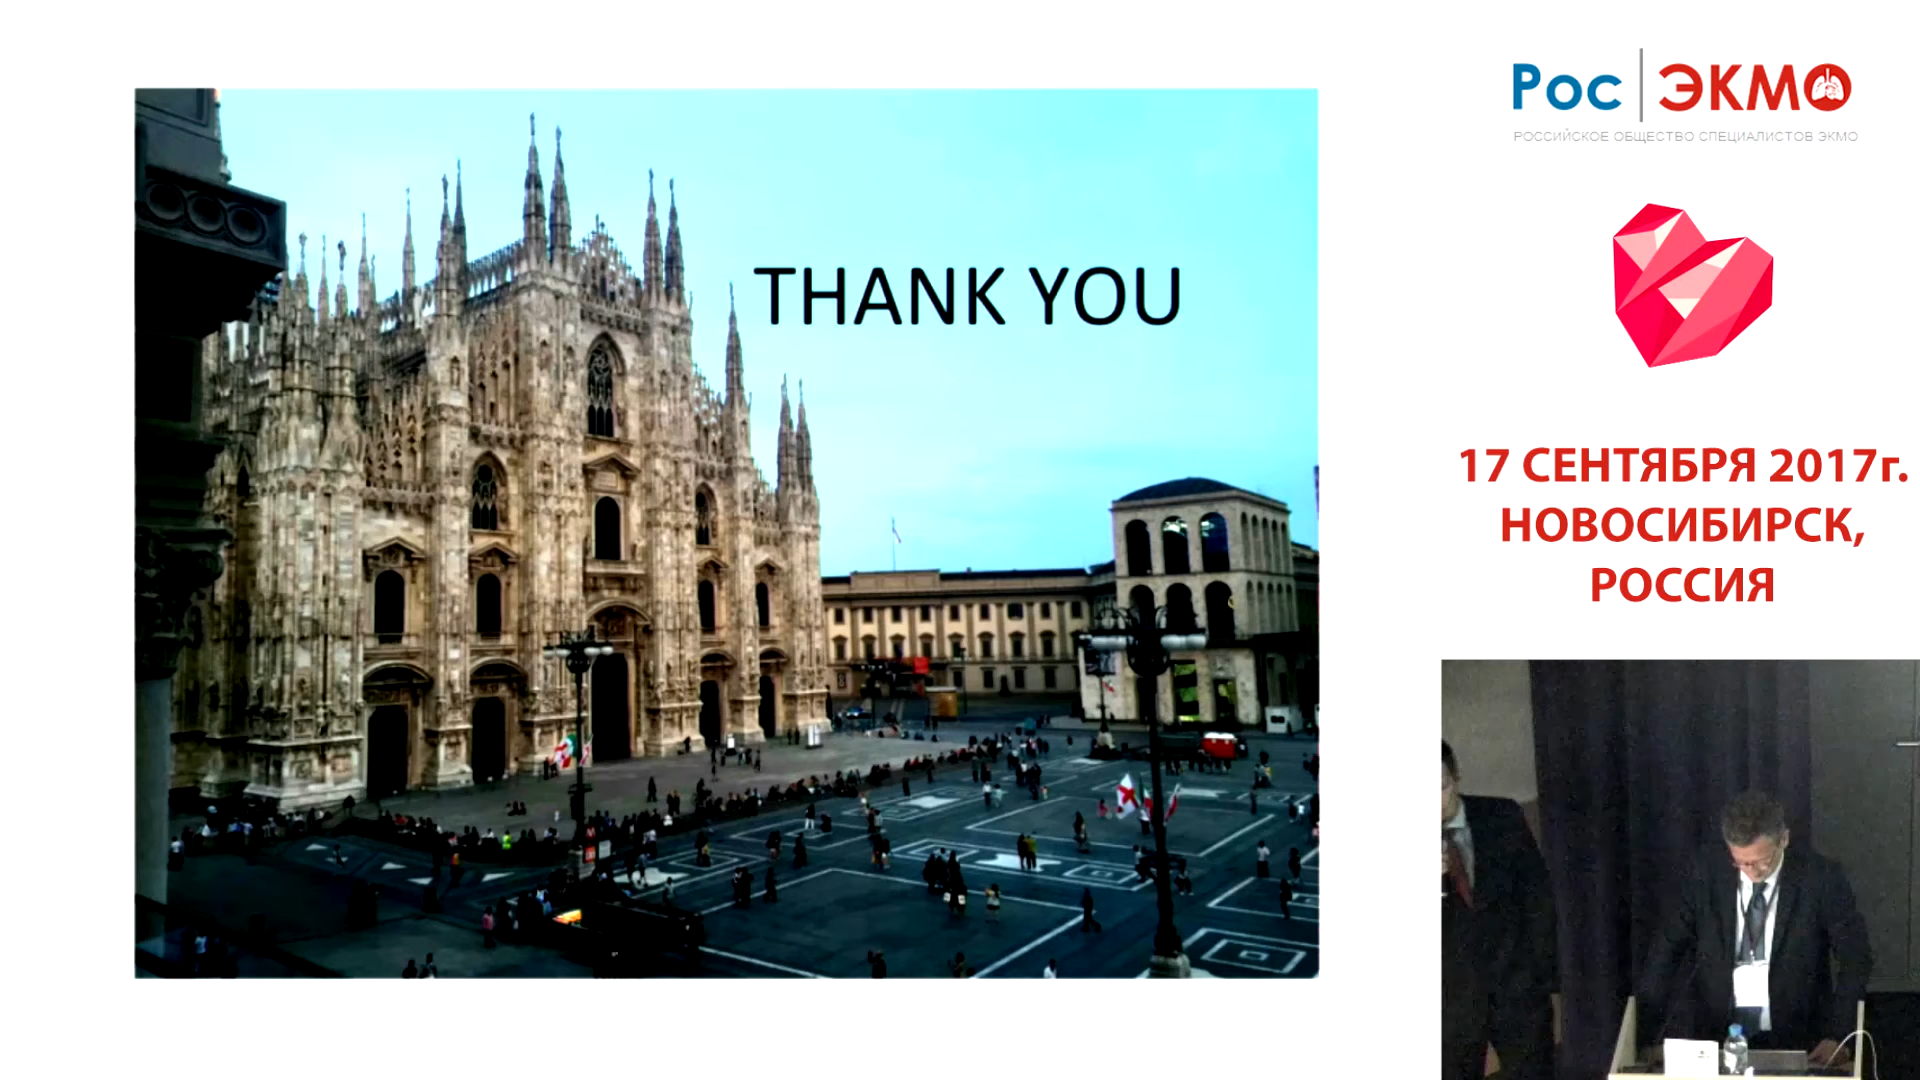 THANK YOU
Рос ЭКМО
РОССИЙСКОЕ ОБЩЕСТВО СПЕЦИАЛИСТОВ ЭКМО
17 СЕНТЯБРЯ 2017г.
НОВОСИБИРСК,
РОССИЯ